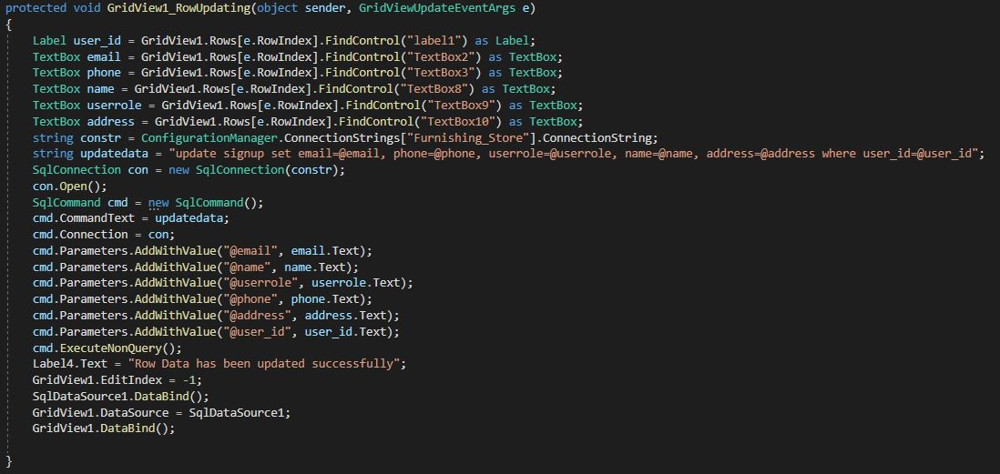 protected void GridView1_RowUpdating(object sender, GridViewUpdateEventArgs e)
{
Label user_id = GridView1.Rows[e.RowIndex].FindControl("label1") as Label;
TextBox email = GridView1.Rows[e.RowIndex].FindControl("TextBox2") as TextBox;
TextBox phone = GridView1.Rows[e.RowIndex].FindControl("TextBox3") as TextBox;
TextBox name = GridView1.Rows[e.RowIndex].FindControl("TextBox8") as TextBox;
TextBox userrole = GridView1.Rows[e.RowIndex].FindControl("TextBox9") as TextBox;
TextBox address = GridView1.Rows[e.RowIndex].FindControl("TextBox10") as TextBox;
string constr = ConfigurationManager.ConnectionStrings["Furnishing_Store"].ConnectionString;
string updatedata = "update signup set email=@email, phone=@phone, userrole=@userrole, name=@name, address=@address where user_id=@user_id";
SqlConnection con = new SqlConnection(constr);
con.Open();
SqlCommand cmd = new SqlCommand();
cmd.CommandText = updatedata;
cmd.Connection = con;
cmd.Parameters.AddWithValue("@email", email.Text);
cmd.Parameters.AddWithValue("@name", name.Text);
cmd.Parameters.AddWithValue("@userrole", userrole.Text);
cmd.Parameters.AddWithValue("@phone", phone.Text);
cmd.Parameters.AddWithValue("@address", address.Text);
cmd.Parameters.AddWithValue("@user_id", user_id.Text);
cmd.ExecuteNonQuery();
Label4.Text = "Row Data has been updated successfully";
GridView1.EditIndex = -1;
SqlDataSource1.DataBind();
GridView1.DataSource = SqlDataSource1;
GridView1.DataBind();
}